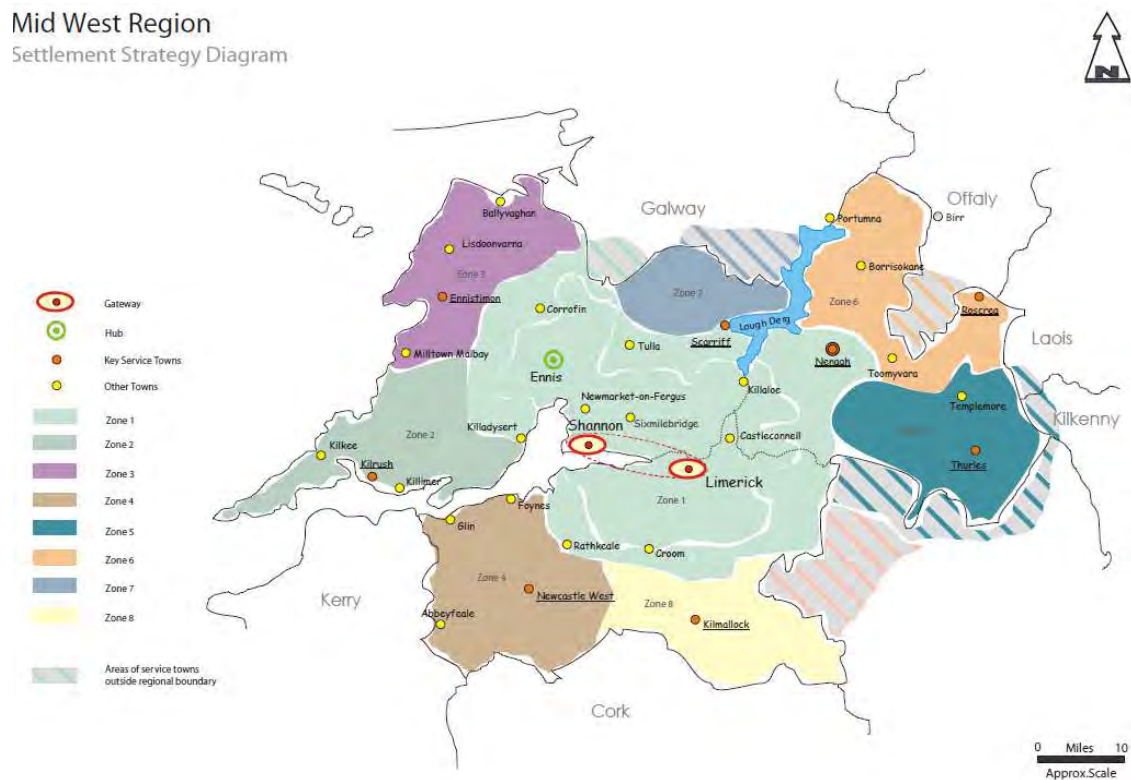 Mid West Region
Settlement Strategy Diagram
N
Galway
Offaly
Birr
Portumna
Ballyvaghan
Lisdoonvarna
Borrisokane
Zone 3
Zone 7
Zone 6
Ennistimon
Roscrea
Gateway
Corrofin
Lough Derg
Scarriff
Laois
Hub
Tulla
Nenagh
Milltown Malbay
Toomyvara
Key Service Towns
Ennis
Killaloe
Other Towns
Newmarket-on-Fergus
Templemore
Kilkenny
Zone 1
Killadysert
Shannon
Sixmilebridge
Zone 2
Zone 2
Castleconnell
Kilkee
Thurles
Kilrush
Zone 3
Killimer
Limerick
Zone 4
Foynes
Zone 1
Glin
Zone 5
Rathkeale
Croom
Zone 6
Zone 4
Zone 7
Newcastle West
Kerry
Zone 8
Abbeyfeale
Kilmallock
Zone 8
Areas of service towns
outside regional boundary
Cork
0 Miles 10
Approx.Scale